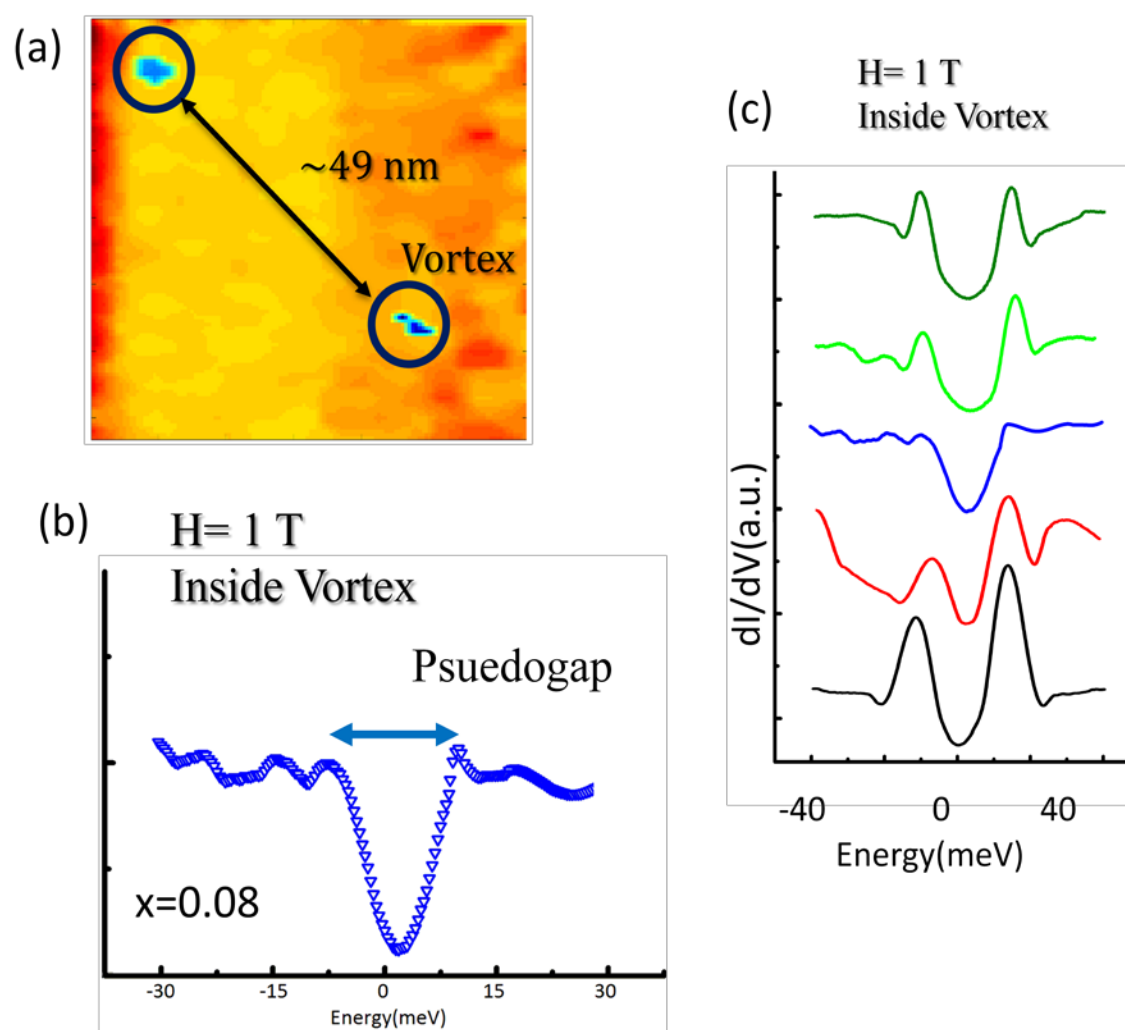 (a)
~49 nm
Vortex
(b)
H= 1 T
Inside Vortex
Psuedogap
x=0.08
-30
-15
0
15
30
Energy(meV)
(c)
H= 1 T
Inside Vortex
dI/dV(a.u.)
-40
0
40
Energy(meV)